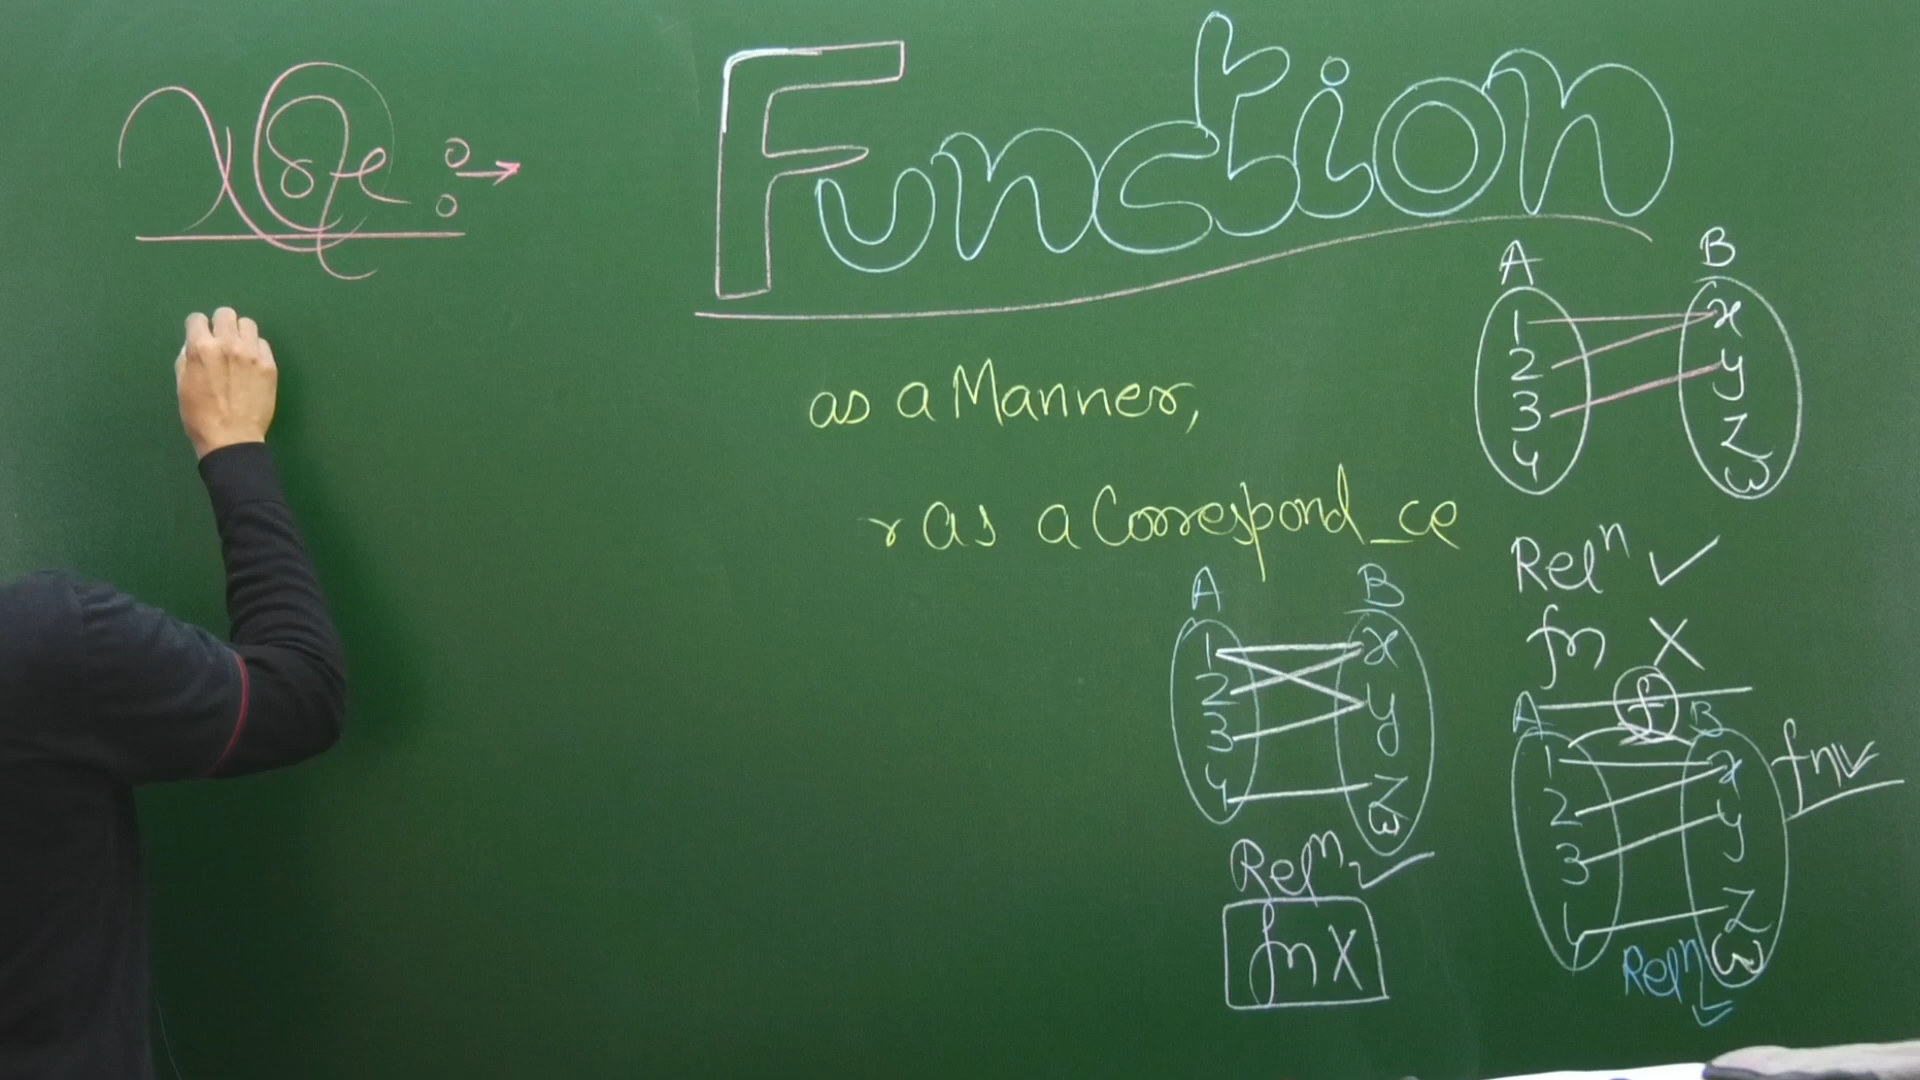 Function
as a Manner,
r as a Correspond_ce
A B
1 x
2 y
3 z
4 w
Relⁿ ✓
fn X
A B
1 x
2 y
3 z
4 w
Relⁿ ✓
fn X
f
A B
1 x
2 y
3 z
4 w
fn ✓
Relⁿ ✓